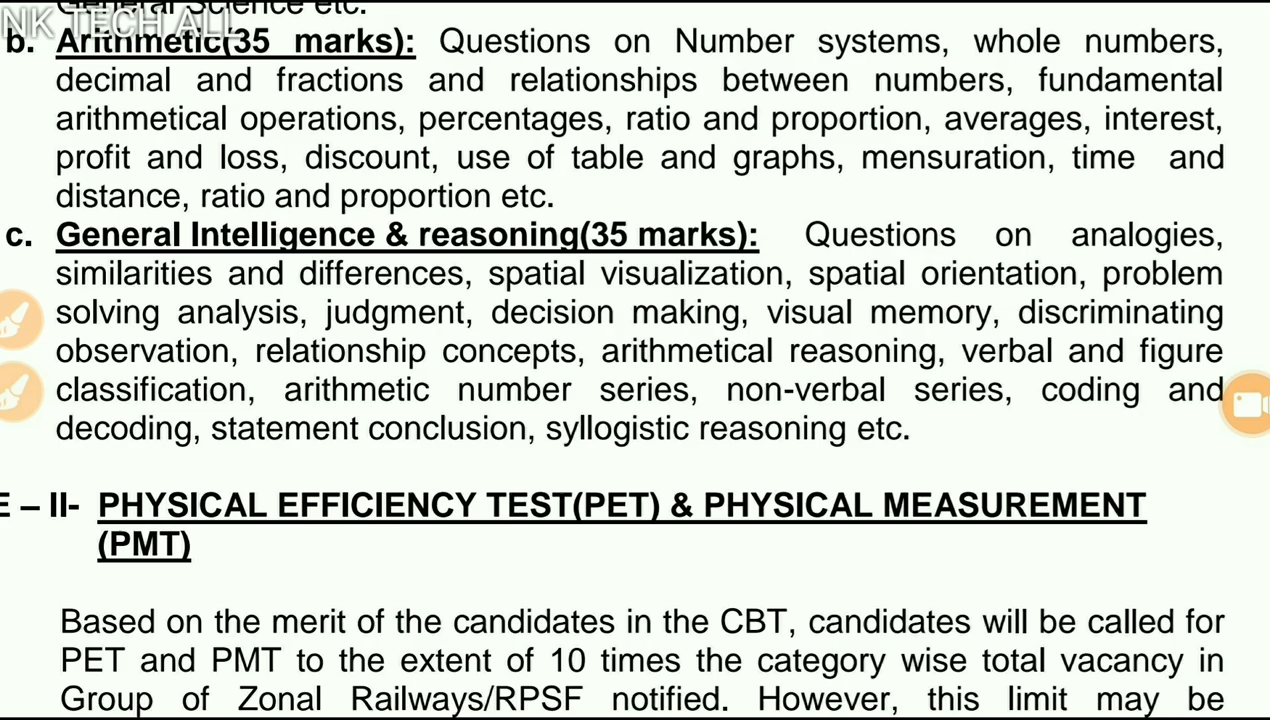 General Science etc.
NK TECH ALL
b. Arithmetic(35 marks): Questions on Number systems, whole numbers,
decimal and fractions and relationships between numbers, fundamental
arithmetical operations, percentages, ratio and proportion, averages, interest,
profit and loss, discount, use of table and graphs, mensuration, time and
distance, ratio and proportion etc.
c. General Intelligence & reasoning(35 marks): Questions on analogies,
similarities and differences, spatial visualization, spatial orientation, problem
solving analysis, judgment, decision making, visual memory, discriminating
observation, relationship concepts, arithmetical reasoning, verbal and figure
classification, arithmetic number series, non-verbal series, coding and
decoding, statement conclusion, syllogistic reasoning etc.
E – II- PHYSICAL EFFICIENCY TEST(PET) & PHYSICAL MEASUREMENT
(PMT)
Based on the merit of the candidates in the CBT, candidates will be called for
PET and PMT to the extent of 10 times the category wise total vacancy in
Group of Zonal Railways/RPSF notified. However, this limit may be